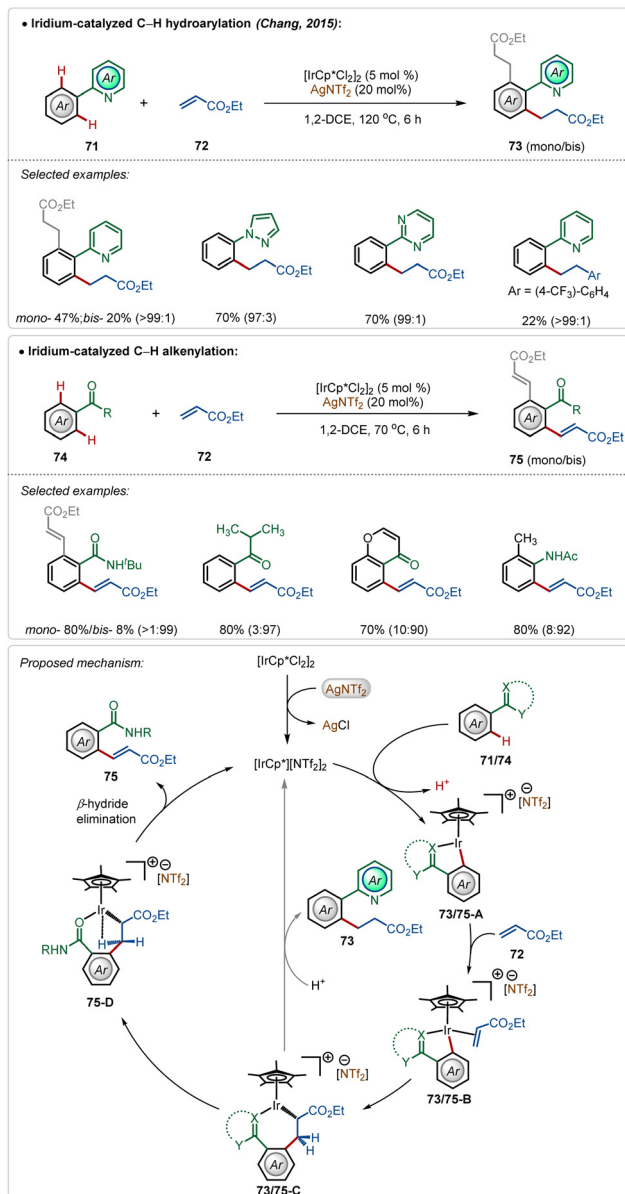 • Iridium-catalyzed C–H hydroarylation (Chang, 2015):
H
Ar
Ar
N
H
71
+
CO₂Et
72
[IrCp*Cl₂]₂ (5 mol %)
AgNTf₂ (20 mol%)
1,2-DCE, 120 ⁰C, 6 h
CO₂Et
Ar
Ar
N
CO₂Et
73 (mono/bis)
Selected examples:
CO₂Et
N
CO₂Et
mono- 47%;bis- 20% (>99:1)
N
N
CO₂Et
70% (97:3)
N
N
CO₂Et
70% (99:1)
N
Ar
Ar = (4-CF₃)-C₆H₄
22% (>99:1)
• Iridium-catalyzed C–H alkenylation:
H
O
Ar
R
H
74
+
CO₂Et
72
[IrCp*Cl₂]₂ (5 mol %)
AgNTf₂ (20 mol%)
1,2-DCE, 70 ⁰C, 6 h
CO₂Et
O
Ar
R
CO₂Et
75 (mono/bis)
Selected examples:
CO₂Et
O
NHᵗBu
CO₂Et
mono- 80%/bis- 8% (>1:99)
H₃C
CH₃
O
CO₂Et
80% (3:97)
O
O
CO₂Et
70% (10:90)
CH₃
NHAc
CO₂Et
80% (8:92)
Proposed mechanism:
[IrCp*Cl₂]₂
AgNTf₂
AgCl
[IrCp*][NTf₂]₂
O
NHR
Ar
CO₂Et
75
β-hydride
elimination
X
Y
Ar
H
71/74
H⁺
⊕ ⊖
[NTf₂]
Ir
X
Y
Ar
73/75-A
CO₂Et
72
⊕ ⊖
[NTf₂]
Ir
CO₂Et
X
Y
Ar
73/75-B
⊕ ⊖
[NTf₂]
Ir
CO₂Et
X
H
H
Y
Ar
73/75-C
Ar
Ar
N
CO₂Et
73
H⁺
⊕ ⊖
[NTf₂]
Ir
CO₂Et
O
H
H
RHN
Ar
75-D